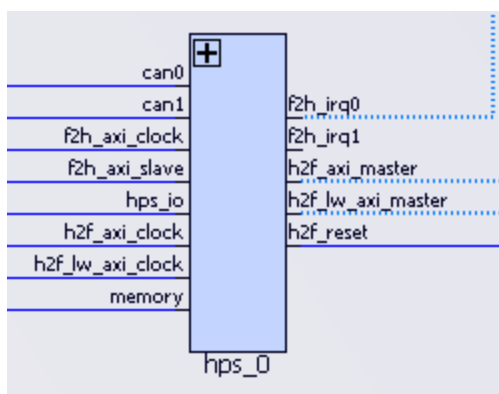 can0
can1
f2h_axi_clock
f2h_axi_slave
hps_io
h2f_axi_clock
h2f_lw_axi_clock
memory
f2h_irq0
f2h_irq1
h2f_axi_master
h2f_lw_axi_master
h2f_reset
hps_0